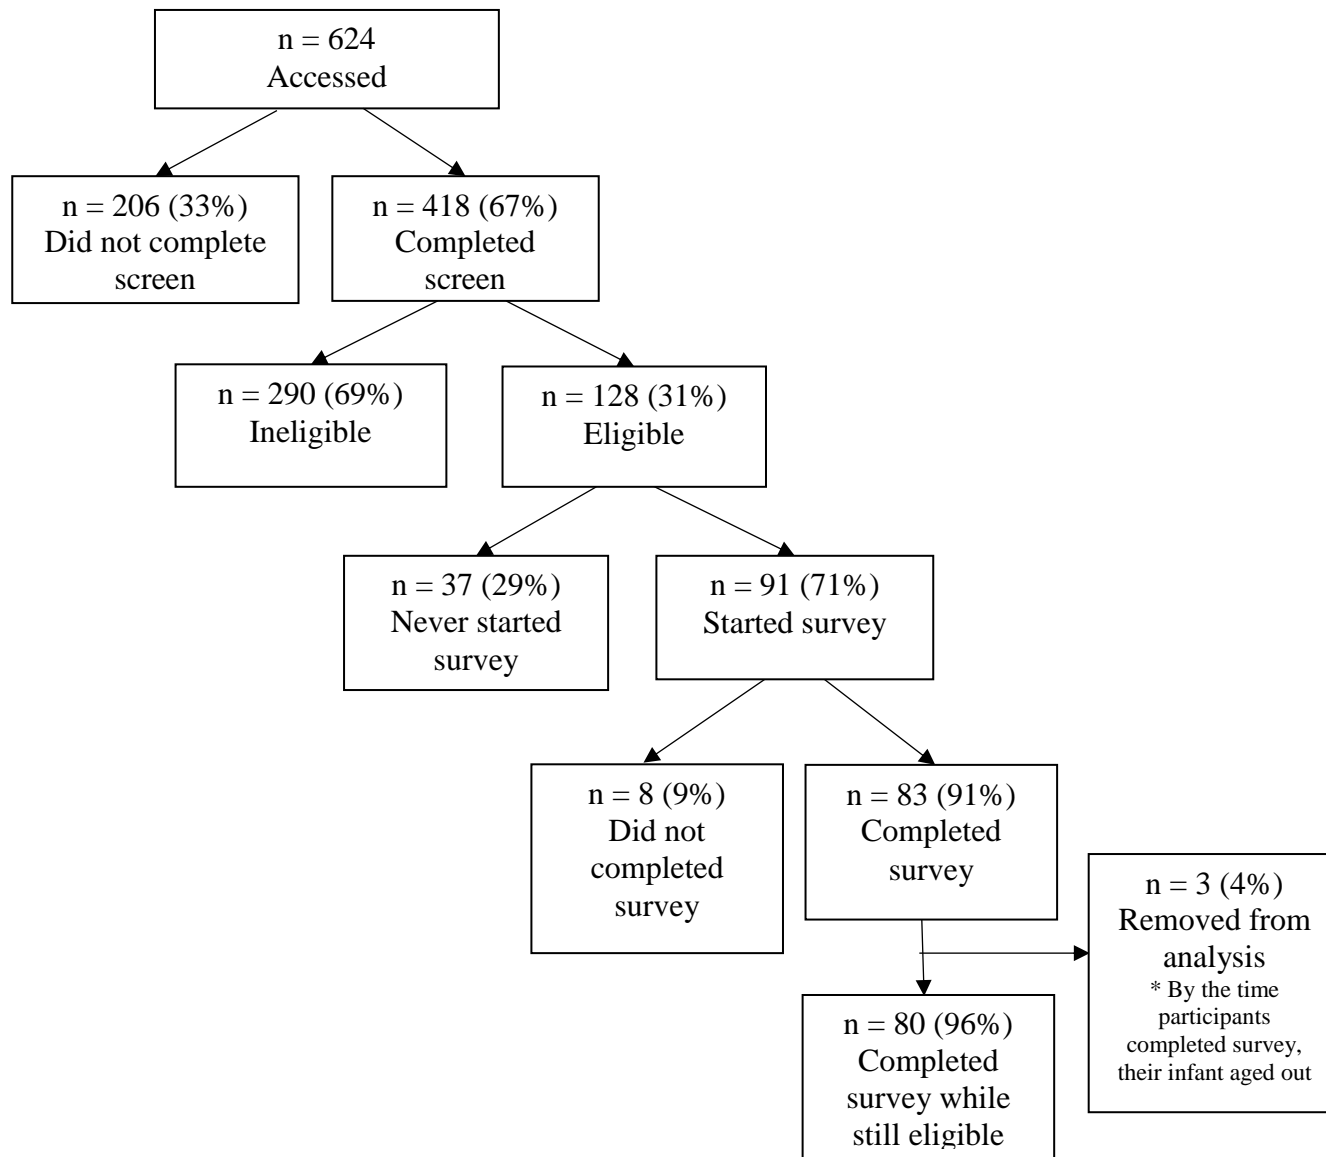 n = 624
Accessed
n = 206 (33%)
Did not complete
screen
n = 418 (67%)
Completed
screen
n = 290 (69%)
Ineligible
n = 128 (31%)
Eligible
n = 37 (29%)
Never started
survey
n = 91 (71%)
Started survey
n = 8 (9%)
Did not
completed
survey
n = 83 (91%)
Completed
survey
n = 3 (4%)
Removed from
analysis
* By the time
participants
completed survey,
their infant aged out
n = 80 (96%)
Completed
survey while
still eligible